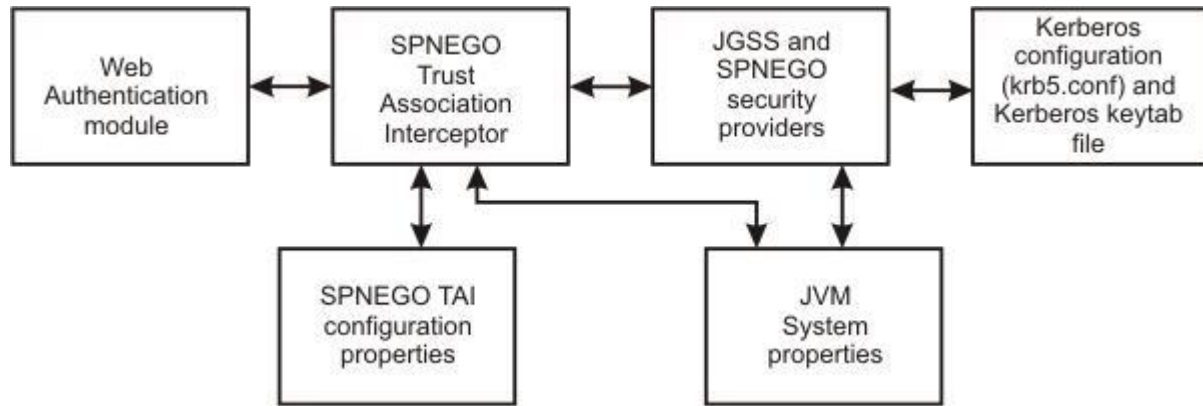 Web
Authentication
module
SPNEGO
Trust
Association
Interceptor
JGSS and
SPNEGO
security
providers
Kerberos
configuration
(krb5.conf) and
Kerberos keytab
file
SPNEGO TAI
configuration
properties
JVM
System
properties